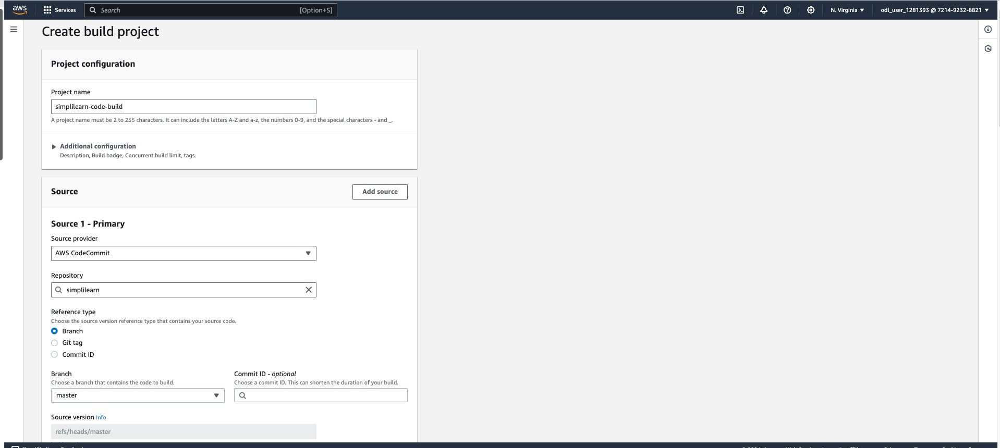 aws
Services
Search
[Option+S]
N. Virginia
odl_user_1281393 @ 7214-9232-8821
Create build project
Project configuration
Project name
simplilearn-code-build
A project name must be 2 to 255 characters. It can include the letters A-Z and a-z, the numbers 0-9, and the special characters - and _.
Additional configuration
Description, Build badge, Concurrent build limit, tags
Source
Add source
Source 1 - Primary
Source provider
AWS CodeCommit
Repository
simplilearn
Reference type
Choose the source version reference type that contains your source code.
Branch
Git tag
Commit ID
Branch
Choose a branch that contains the code to build.
master
Commit ID - optional
Choose a commit ID. This can shorten the duration of your build.
Source version Info
refs/heads/master